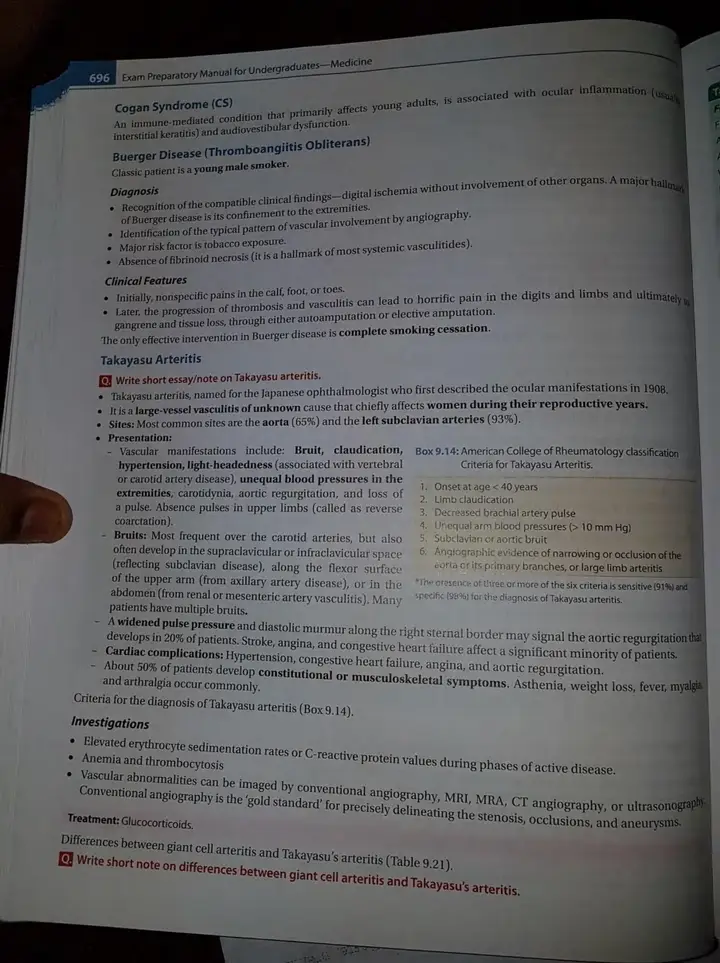 696 Exam Preparatory Manual for Undergraduates—Medicine
Cogan Syndrome (CS)
An immune-mediated condition that primarily affects young adults, is associated with ocular inflammation (usually
interstitial keratitis) and audiovestibular dysfunction.
Buerger Disease (Thromboangiitis Obliterans)
Classic patient is a young male smoker.
Diagnosis
• Recognition of the compatible clinical findings—digital ischemia without involvement of other organs. A major hallmark
of Buerger disease is its confinement to the extremities.
• Identification of the typical pattern of vascular involvement by angiography.
• Major risk factor is tobacco exposure.
• Absence of fibrinoid necrosis (it is a hallmark of most systemic vasculitides).
Clinical Features
• Initially, nonspecific pains in the calf, foot, or toes.
• Later, the progression of thrombosis and vasculitis can lead to horrific pain in the digits and limbs and ultimately to
gangrene and tissue loss, through either autoamputation or elective amputation.
The only effective intervention in Buerger disease is complete smoking cessation.
Takayasu Arteritis
Q. Write short essay/note on Takayasu arteritis.
• Takayasu arteritis, named for the Japanese ophthalmologist who first described the ocular manifestations in 1908.
• It is a large-vessel vasculitis of unknown cause that chiefly affects women during their reproductive years.
• Sites: Most common sites are the aorta (65%) and the left subclavian arteries (93%).
• Presentation:
– Vascular manifestations include: Bruit, claudication,
hypertension, light-headedness (associated with vertebral
or carotid artery disease), unequal blood pressures in the
extremities, carotidynia, aortic regurgitation, and loss of
a pulse. Absence pulses in upper limbs (called as reverse
coarctation).
– Bruits: Most frequent over the carotid arteries, but also
often develop in the supraclavicular or infraclavicular space
(reflecting subclavian disease), along the flexor surface
of the upper arm (from axillary artery disease), or in the
abdomen (from renal or mesenteric artery vasculitis). Many
patients have multiple bruits.
Box 9.14: American College of Rheumatology classification
Criteria for Takayasu Arteritis.
1. Onset at age < 40 years
2. Limb claudication
3. Decreased brachial artery pulse
4. Unequal arm blood pressures (> 10 mm Hg)
5. Subclavian or aortic bruit
6. Angiographic evidence of narrowing or occlusion of the
aorta or its primary branches, or large limb arteritis
*The presence of three or more of the six criteria is sensitive (91%) and
specific (98%) for the diagnosis of Takayasu arteritis.
– A widened pulse pressure and diastolic murmur along the right sternal border may signal the aortic regurgitation that
develops in 20% of patients. Stroke, angina, and congestive heart failure affect a significant minority of patients.
– Cardiac complications: Hypertension, congestive heart failure, angina, and aortic regurgitation.
– About 50% of patients develop constitutional or musculoskeletal symptoms. Asthenia, weight loss, fever, myalgia
and arthralgia occur commonly.
Criteria for the diagnosis of Takayasu arteritis (Box 9.14).
Investigations
• Elevated erythrocyte sedimentation rates or C-reactive protein values during phases of active disease.
• Anemia and thrombocytosis
• Vascular abnormalities can be imaged by conventional angiography, MRI, MRA, CT angiography, or ultrasonography.
Conventional angiography is the 'gold standard' for precisely delineating the stenosis, occlusions, and aneurysms.
Treatment: Glucocorticoids.
Differences between giant cell arteritis and Takayasu's arteritis (Table 9.21).
Q. Write short note on differences between giant cell arteritis and Takayasu's arteritis.